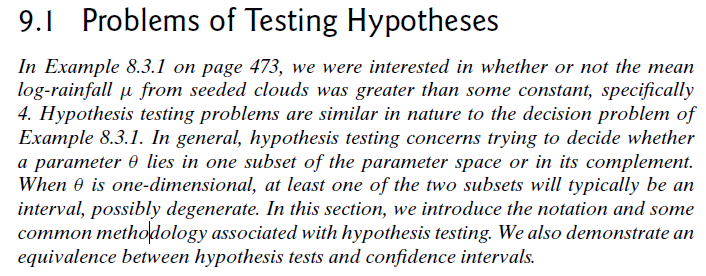 9.1 Problems of Testing Hypotheses
In Example 8.3.1 on page 473, we were interested in whether or not the mean
log-rainfall μ from seeded clouds was greater than some constant, specifically
4. Hypothesis testing problems are similar in nature to the decision problem of
Example 8.3.1. In general, hypothesis testing concerns trying to decide whether
a parameter θ lies in one subset of the parameter space or in its complement.
When θ is one-dimensional, at least one of the two subsets will typically be an
interval, possibly degenerate. In this section, we introduce the notation and some
common methodology associated with hypothesis testing. We also demonstrate an
equivalence between hypothesis tests and confidence intervals.